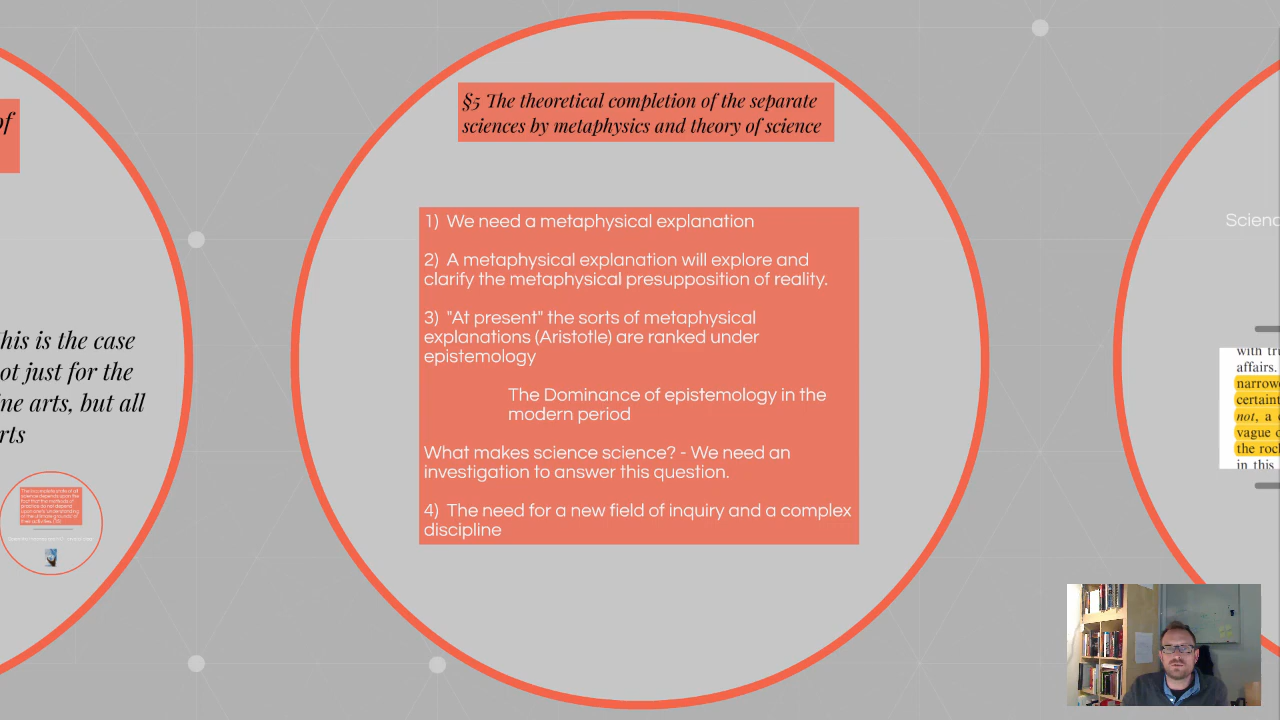 of
his is the case
ot just for the
ne arts, but all
rts
§5 The theoretical completion of the separate
sciences by metaphysics and theory of science
1) We need a metaphysical explanation
2) A metaphysical explanation will explore and
clarify the metaphysical presupposition of reality.
3) "At present" the sorts of metaphysical
explanations (Aristotle) are ranked under
epistemology
The Dominance of epistemology in the
modern period
What makes science science? - We need an
investigation to answer this question.
4) The need for a new field of inquiry and a complex
discipline
Scienc
with tr
affairs.
narrowe
certaint
not, a
vague
the rocl
in this